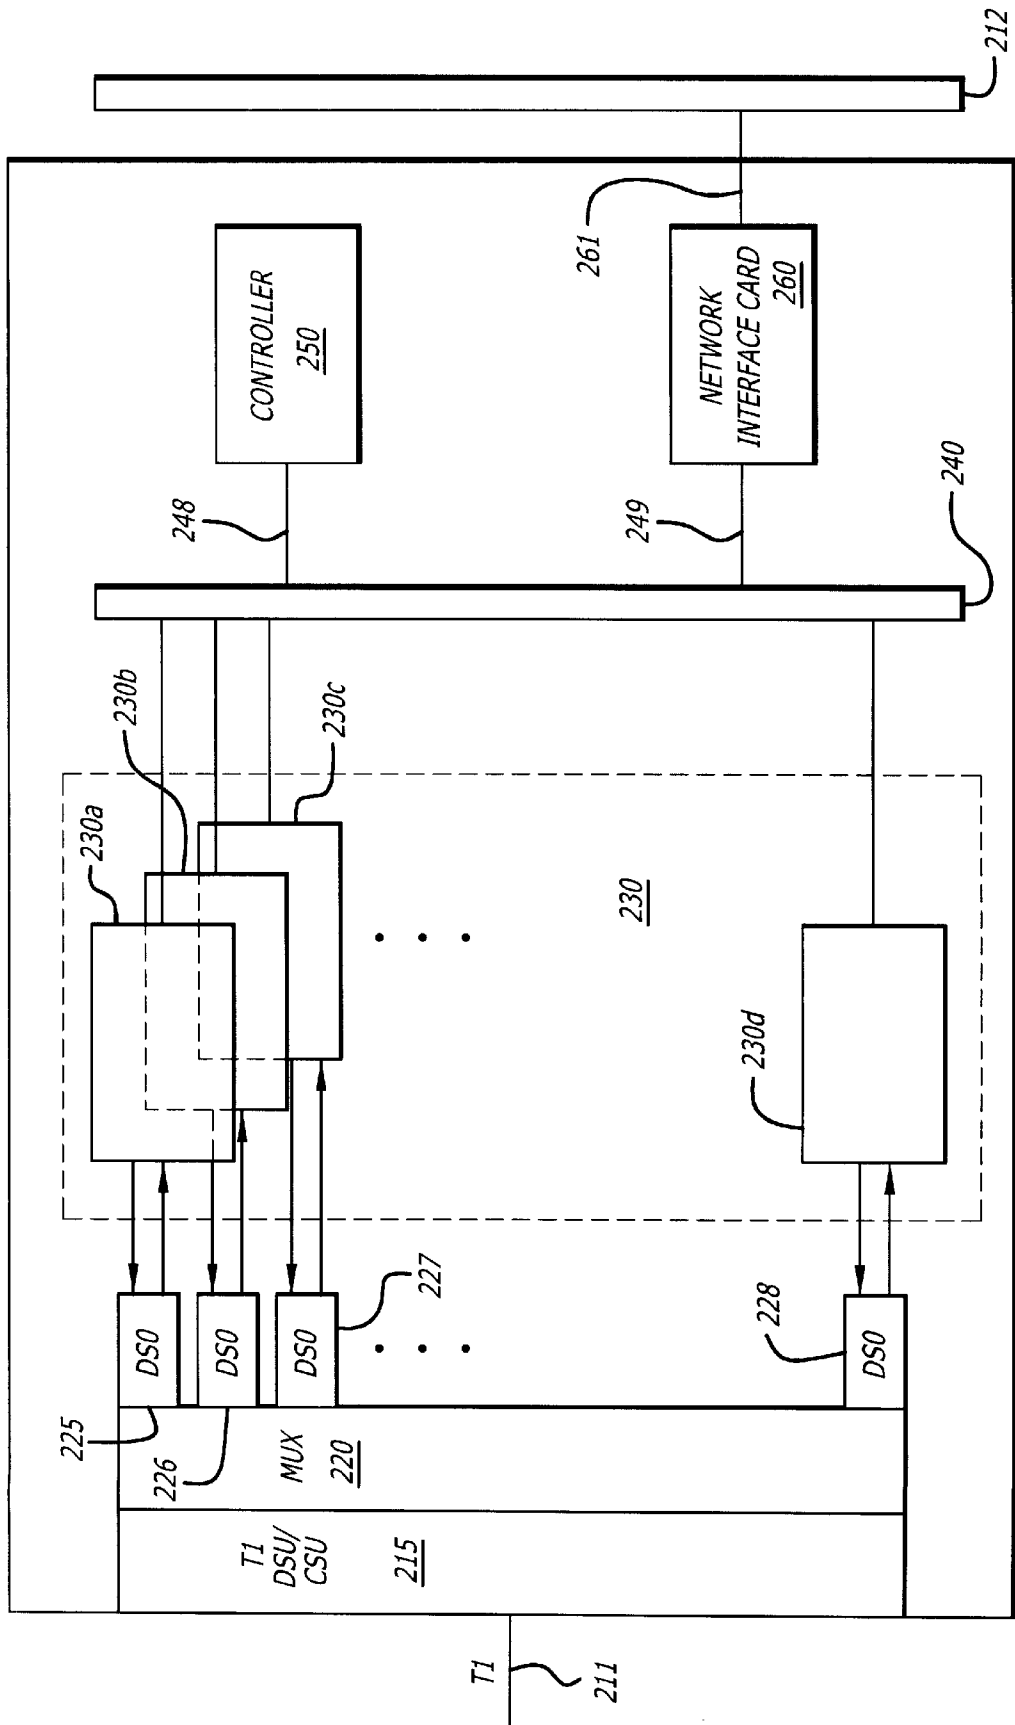 T1
211
T1
DSU/
CSU
215
MUX
220
225
226
DS0
DS0
DS0
227
DS0
228
230a
230b
230c
230
230d
240
248
249
CONTROLLER
250
NETWORK
INTERFACE CARD
260
261
212